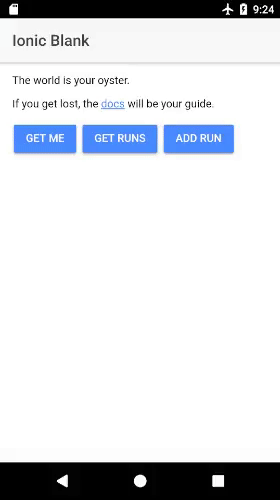 9:24
Ionic Blank
The world is your oyster.
If you get lost, the docs will be your guide.
GET ME GET RUNS ADD RUN